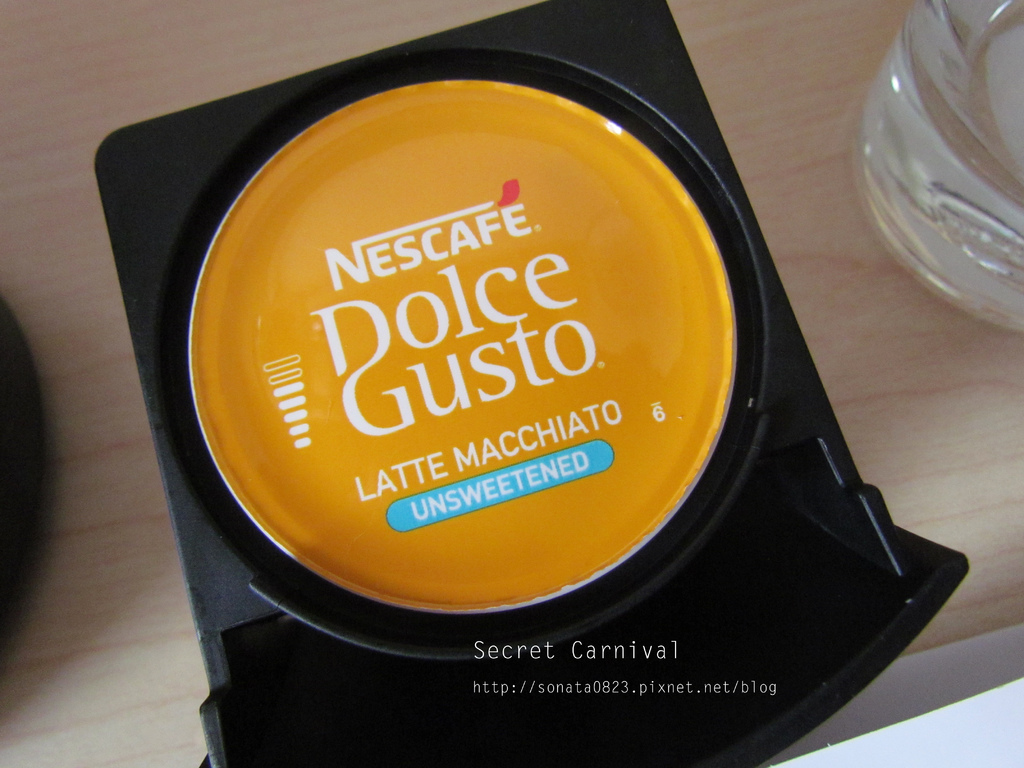 NESCAFÉ®
DOLCE
GUSTO®
LATTE MACCHIATO
UNSWEETENED
6
Secret Carnival
http://sonata0823.pixnet.net/blog